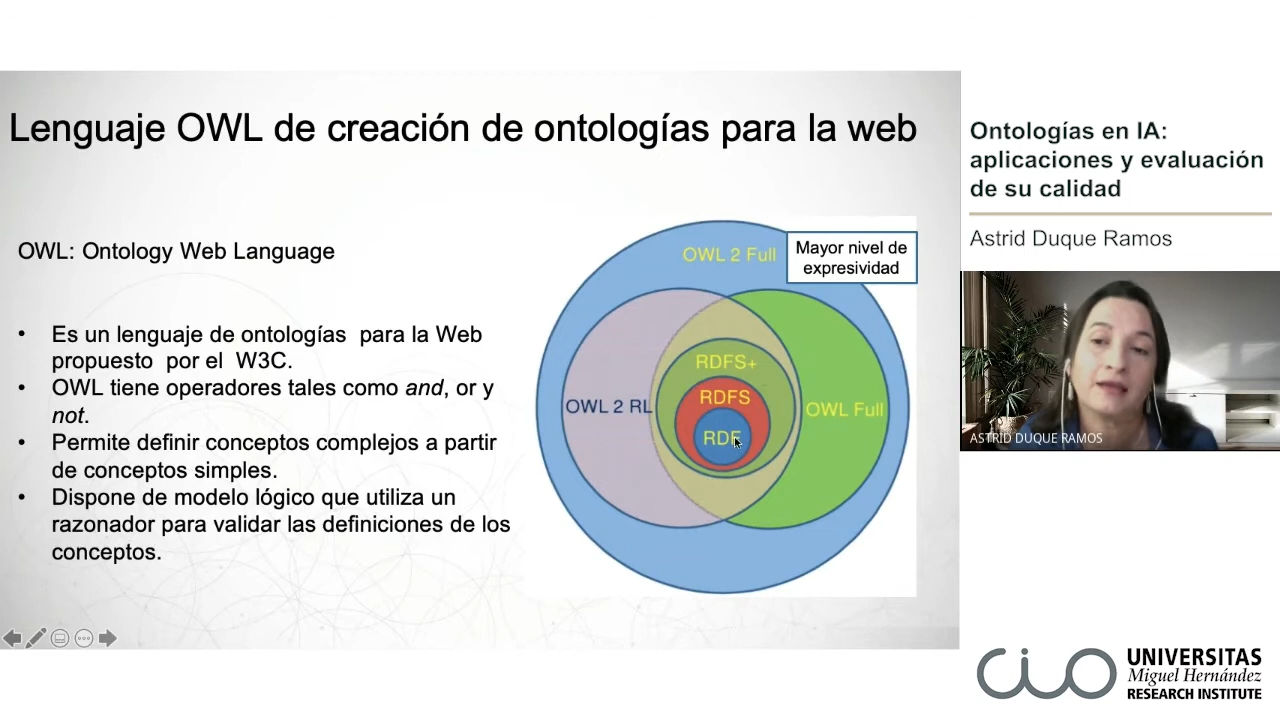 Lenguaje OWL de creación de ontologías para la web
OWL: Ontology Web Language
• Es un lenguaje de ontologías para la Web
propuesto por el W3C.
• OWL tiene operadores tales como and, or y
not.
• Permite definir conceptos complejos a partir
de conceptos simples.
• Dispone de modelo lógico que utiliza un
razonador para validar las definiciones de los
conceptos.
OWL 2 Full
Mayor nivel de
expresividad
RDFS+
RDFS
OWL 2 RL
OWL Full
RDF
Ontologías en IA:
aplicaciones y evaluación
de su calidad
Astrid Duque Ramos
ASTRID DUQUE RAMOS
CIO
UNIVERSITAS
Miguel Hernández
RESEARCH INSTITUTE